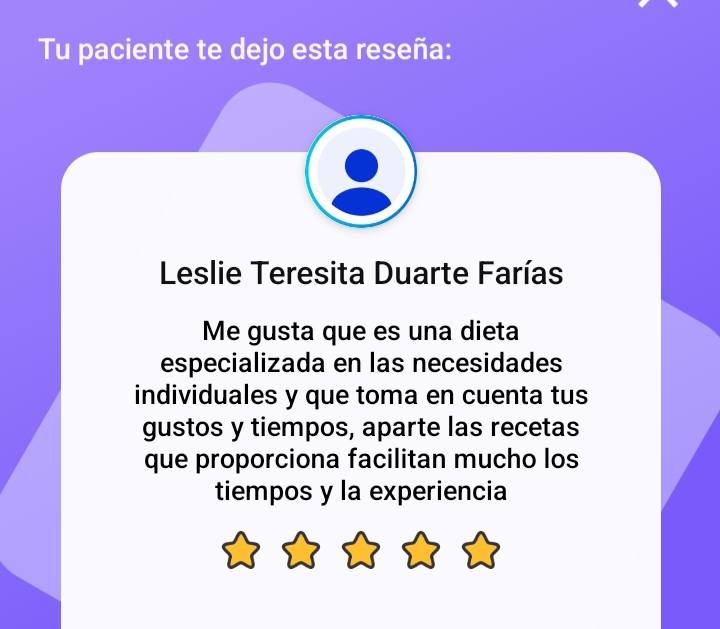 Tu paciente te dejo esta reseña:
Leslie Teresita Duarte Farías
Me gusta que es una dieta
especializada en las necesidades
individuales y que toma en cuenta tus
gustos y tiempos, aparte las recetas
que proporciona facilitan mucho los
tiempos y la experiencia